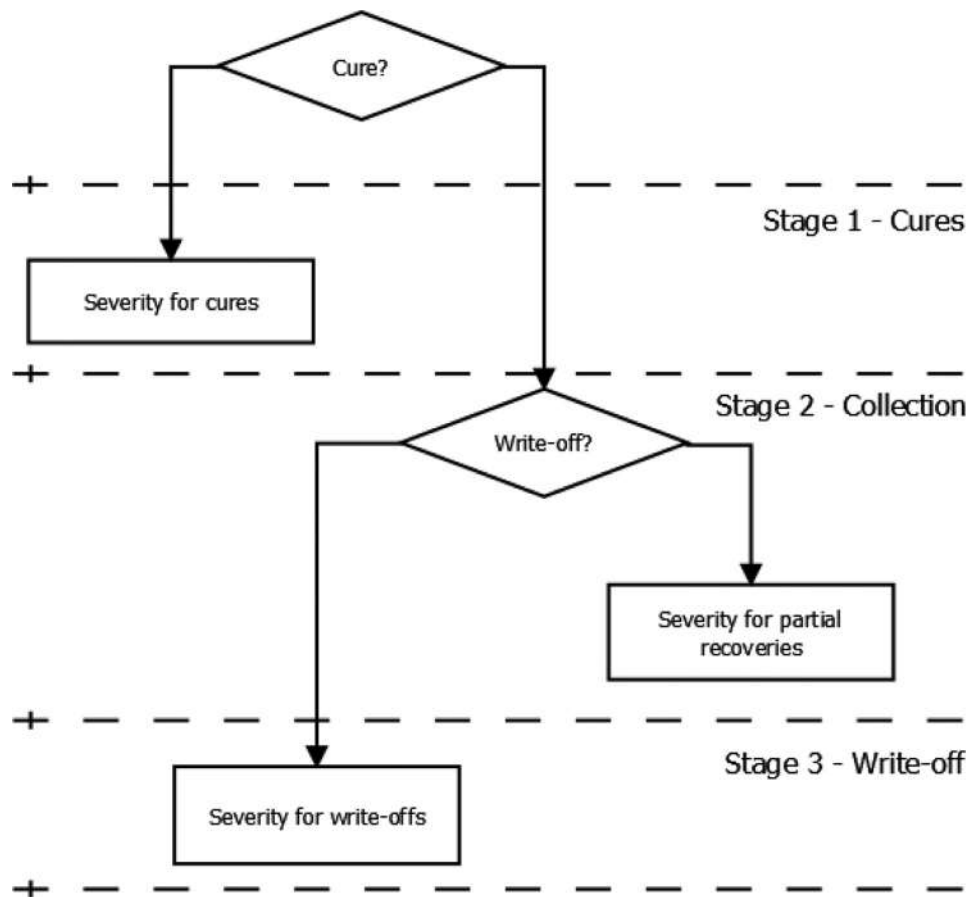 Cure?
Stage 1 - Cures
Severity for cures
Stage 2 - Collection
Write-off?
Severity for partial
recoveries
Stage 3 - Write-off
Severity for write-offs